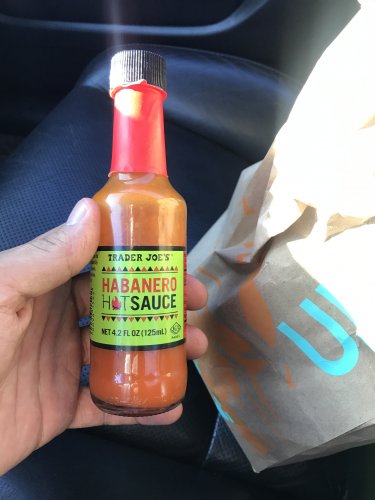 TRADER JOE'S
HABANERO
HOT SAUCE
NET 4.2 FL OZ (125mL)
U